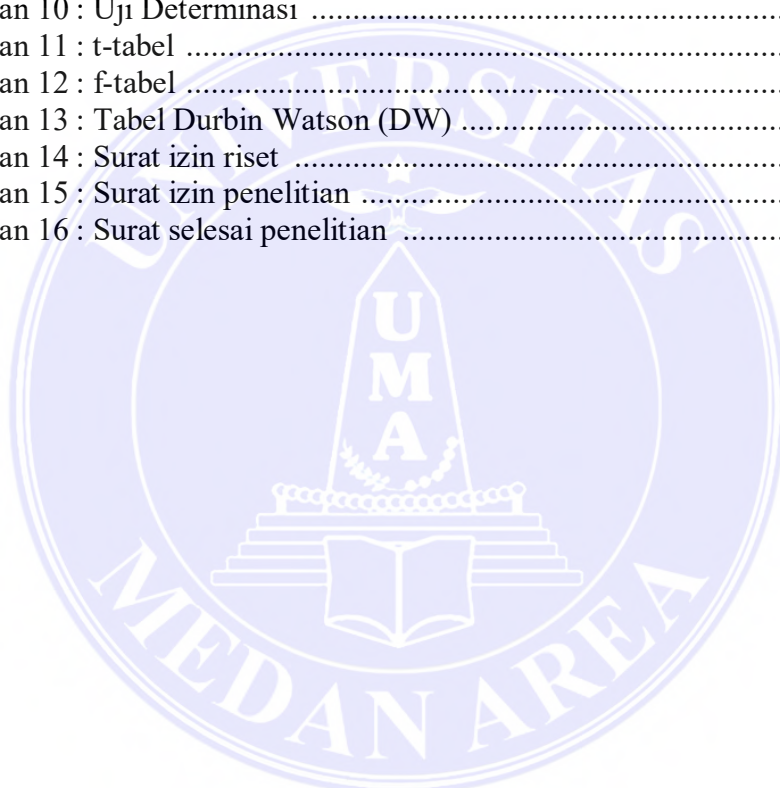 an 10 : Uji Determinasi ........................................................
an 11 : t-tabel ...........................................................................
an 12 : f-tabel ...........................................................................
an 13 : Tabel Durbin Watson (DW) ........................................
an 14 : Surat izin riset .............................................................
an 15 : Surat izin penelitian .....................................................
an 16 : Surat selesai penelitian ................................................
UNIVERSITAS
U
M
A
MEDAN AREA